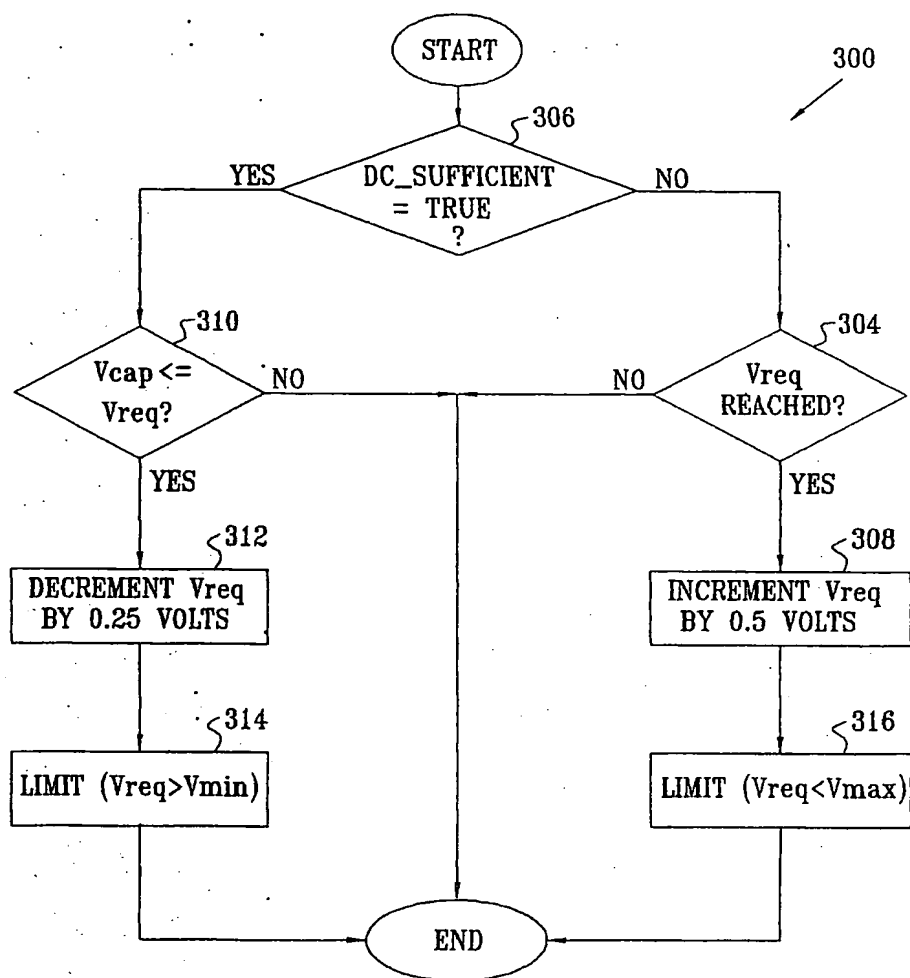 START
300
306
YES
DC_SUFFICIENT
= TRUE
?
NO
310
Vcap <=
Vreq?
NO
YES
304
NO
Vreq
REACHED?
YES
312
DECREMENT Vreq
BY 0.25 VOLTS
308
INCREMENT Vreq
BY 0.5 VOLTS
314
LIMIT (Vreq>Vmin)
316
LIMIT (Vreq<Vmax)
END